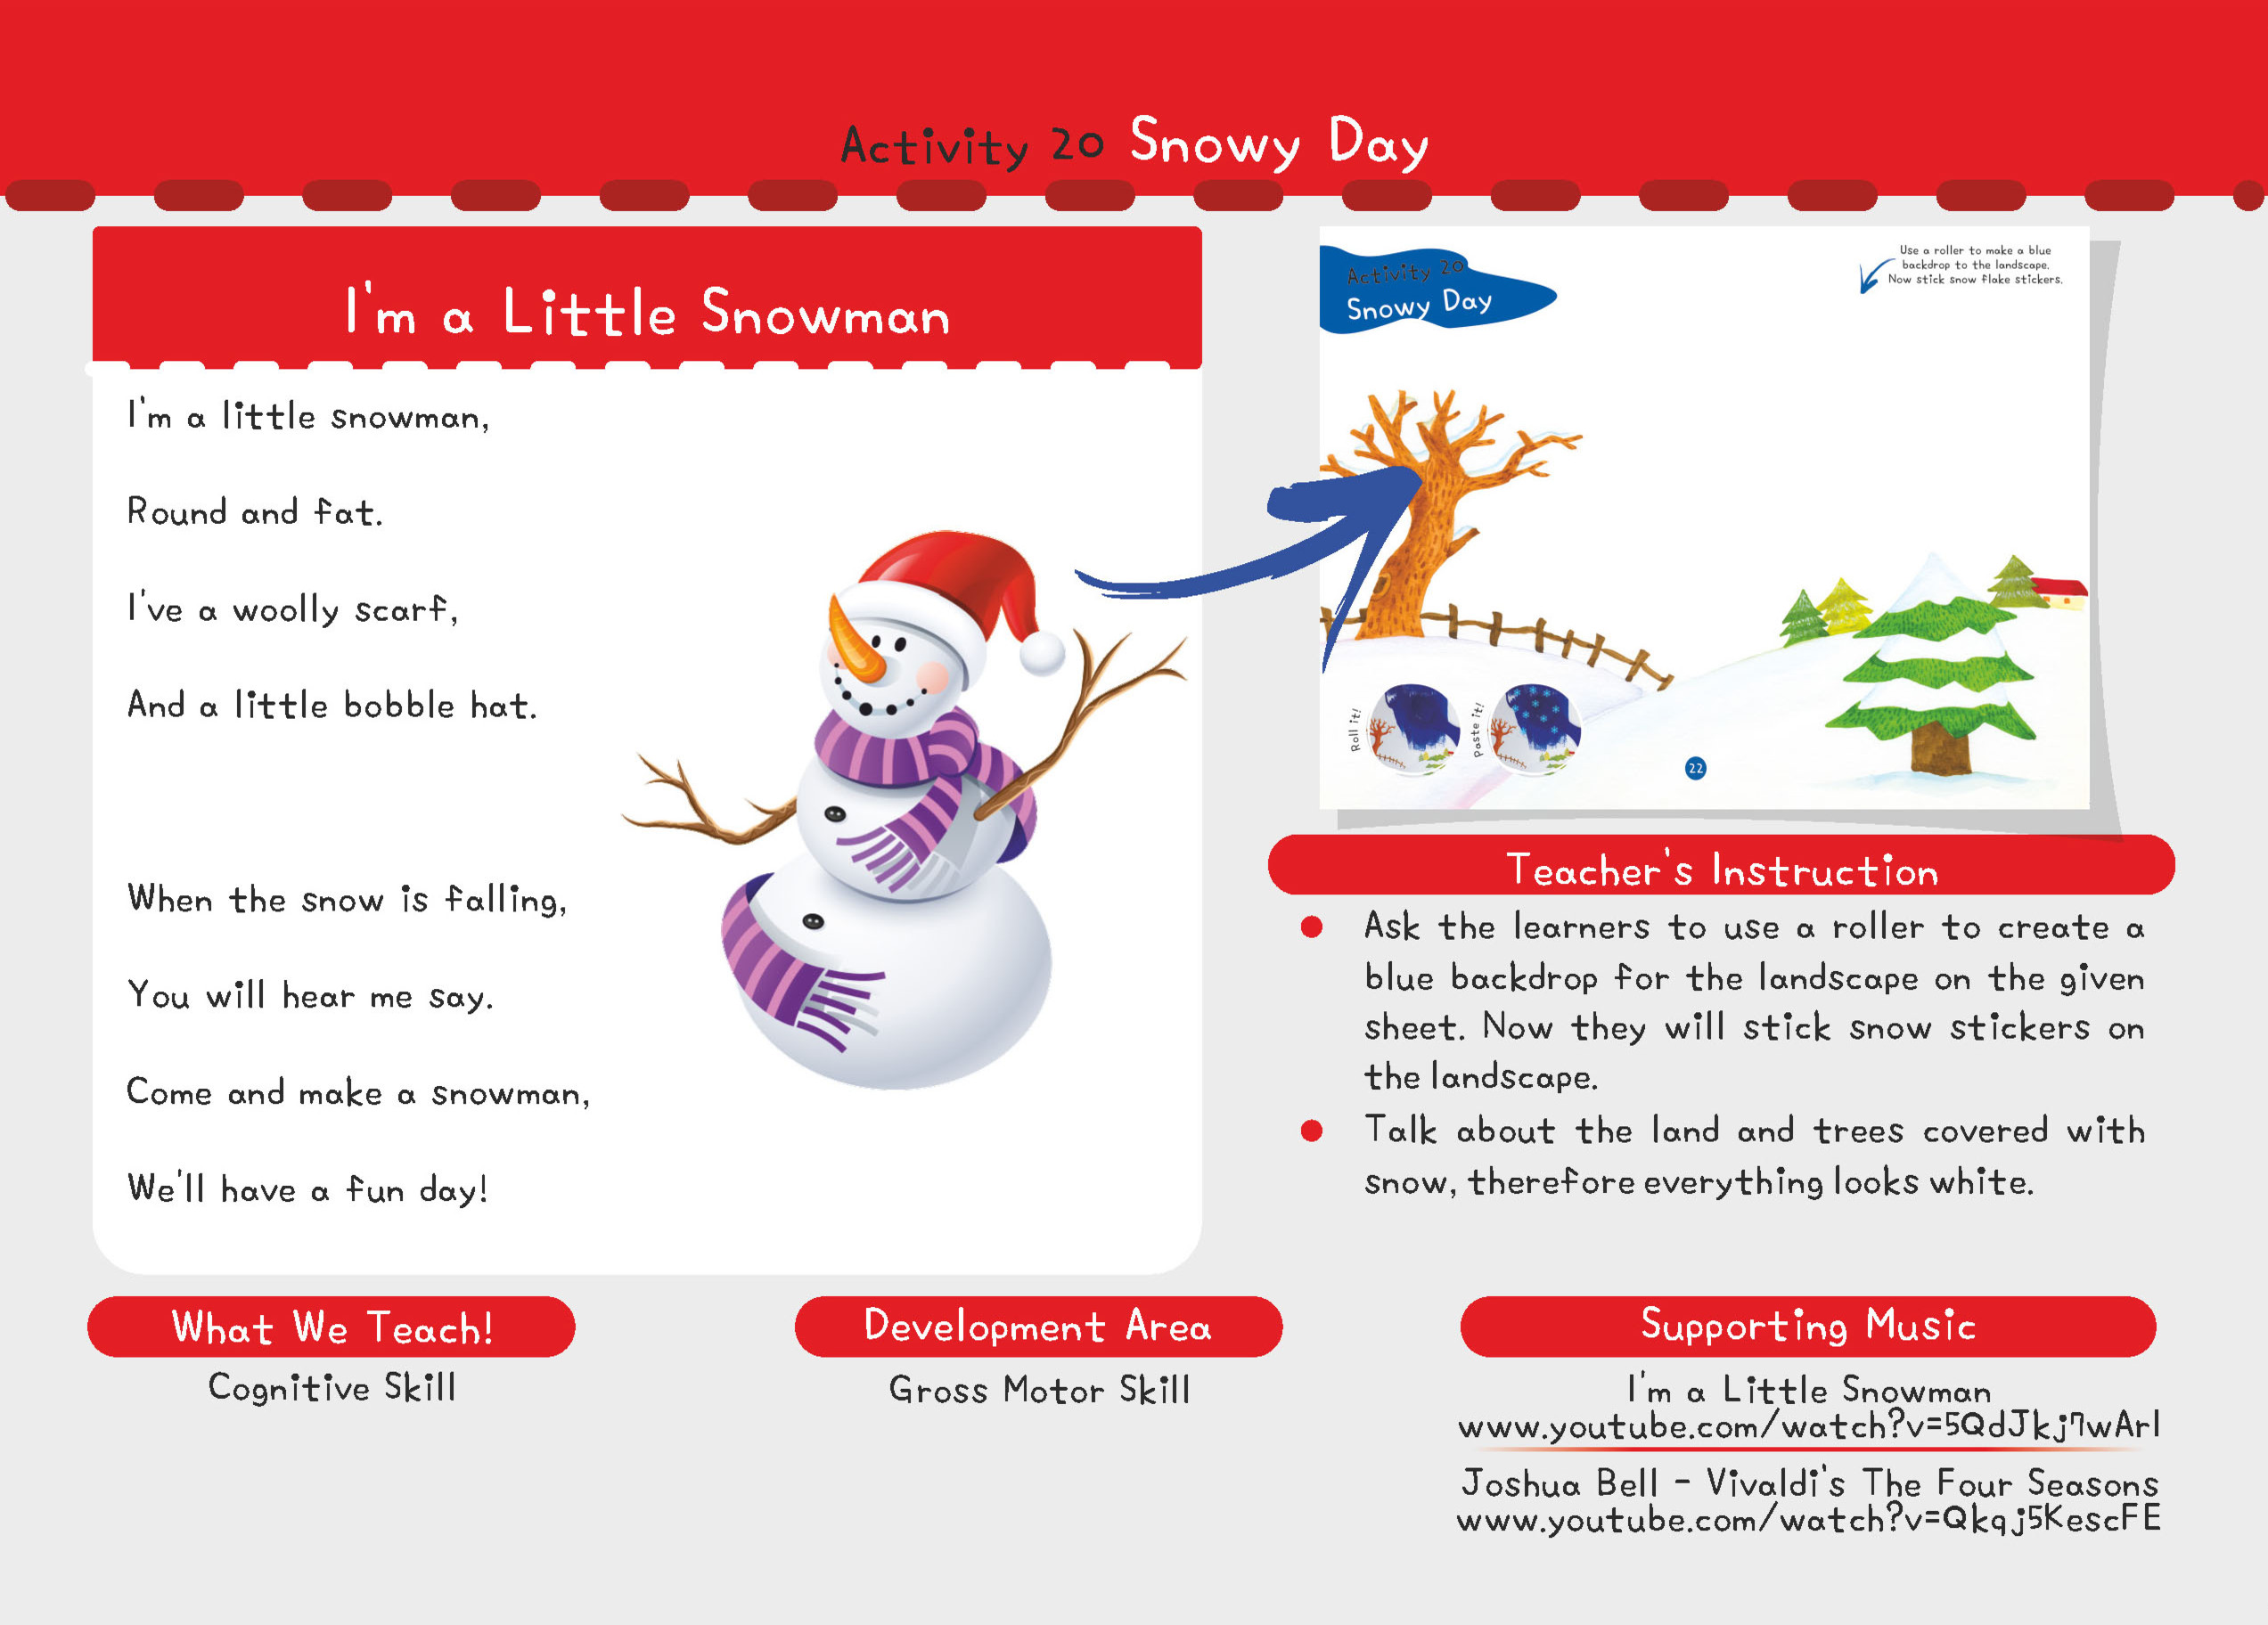 Activity 20 Snowy Day
I'm a Little Snowman
I'm a little snowman,
Round and fat.
I've a woolly scarf,
And a little bobble hat.
When the snow is falling,
You will hear me say.
Come and make a snowman,
We'll have a fun day!
Activity 20
Snowy Day
Use a roller to make a blue
backdrop to the landscape.
Now stick snow flake stickers.
Roll it!
Paste it!
22
Teacher's Instruction
Ask the learners to use a roller to create a
blue backdrop for the landscape on the given
sheet. Now they will stick snow stickers on
the landscape.
Talk about the land and trees covered with
snow, therefore everything looks white.
What We Teach!
Cognitive Skill
Development Area
Gross Motor Skill
Supporting Music
I'm a Little Snowman
www.youtube.com/watch?v=5QdJkj7wArI
Joshua Bell - Vivaldi's The Four Seasons
www.youtube.com/watch?v=Qkqj5KescFE